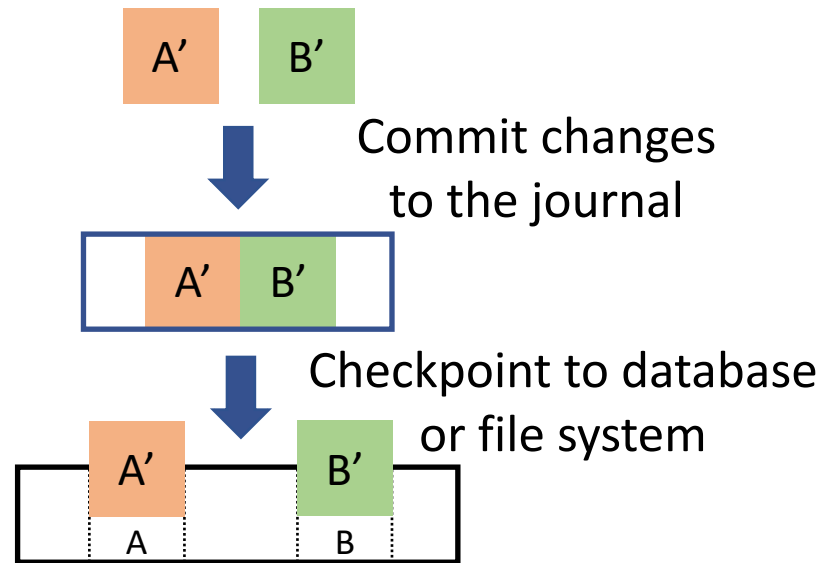 A’ B’
Commit changes
to the journal
A’ B’
Checkpoint to database
or file system
A’ B’
A B